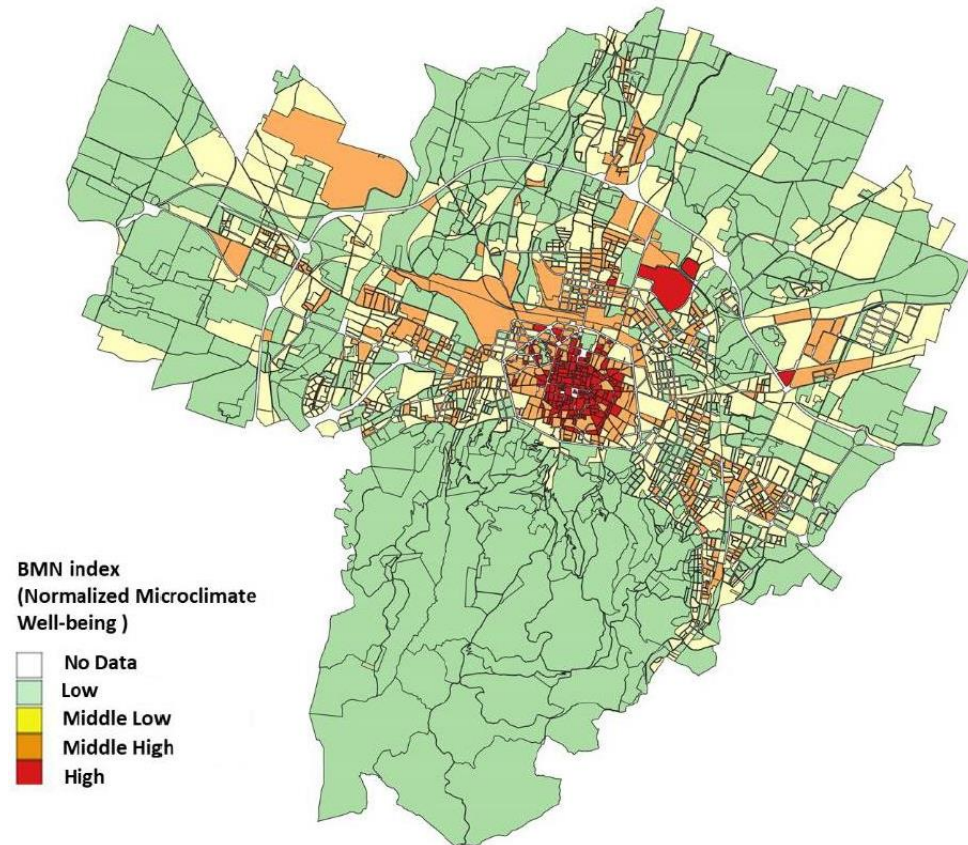 BMN index
(Normalized Microclimate
Well-being )
No Data
Low
Middle Low
Middle High
High